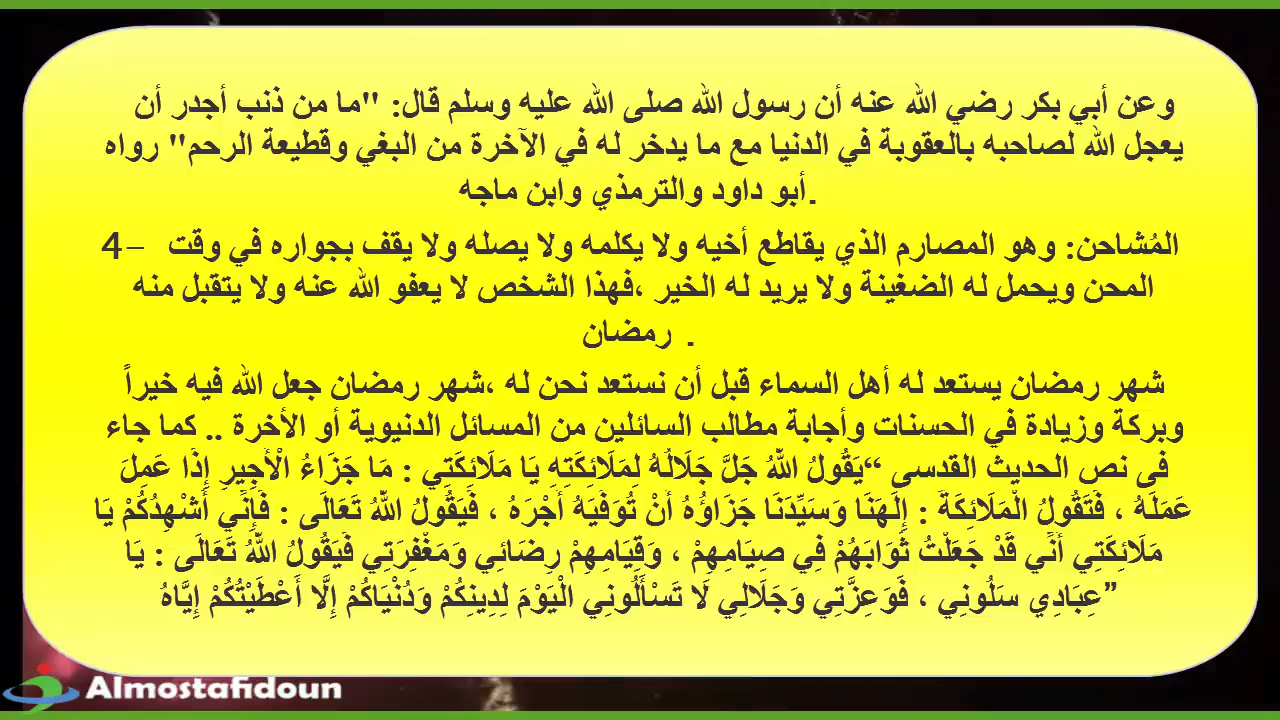 وعن أبي بكر رضي الله عنه أن رسول الله صلى الله عليه وسلم قال: "ما من ذنب أجدر أن
يعجل الله لصاحبه بالعقوبة في الدنيا مع ما يدخر له في الآخرة من البغي وقطيعة الرحم" رواه
أبو داود والترمذي وابن ماجه.
4- المُشاحن: وهو المصارم الذي يقاطع أخيه ولا يكلمه ولا يصله ولا يقف بجواره في وقت
المحن ويحمل له الضغينة ولا يريد له الخير ،فهذا الشخص لا يعفو الله عنه ولا يتقبل منه
رمضان .
شهر رمضان يستعد له أهل السماء قبل أن نستعد نحن له ،شهر رمضان جعل الله فيه خيراً
وبركة وزيادة في الحسنات وأجابة مطالب السائلين من المسائل الدنيوية أو الأخرة .. كما جاء
فى نص الحديث القدسى “يَقُولُ اللَّهُ جَلَّ جَلَالُهُ لِمَلَائِكَتِهِ يَا مَلَائِكَتِي : مَا جَزَاءُ الْأَجِيرِ إِذَا عَمِلَ
عَمَلَهُ ، فَتَقُولُ الْمَلَائِكَةَ : إِلَهَنَا وَسَيِّدَنَا جَزَاؤُهُ أَنْ تُوَفِّيَهُ أَجْرَهُ ، فَيَقُولُ اللَّهُ تَعَالَى : فَإِنِّي أُشْهِدُكُمْ يَا
مَلَائِكَتِي أَنِّي قَدْ جَعَلْتُ ثَوَابَهُمْ فِي صِيَامِهِمْ ، وَقِيَامِهِمْ رِضَائِي وَمَغْفِرَتِي فَيَقُولُ اللَّهُ تَعَالَى : يَا
عِبَادِي سَلُونِي ، فَوَعِزَّتِي وَجَلَالِي لَا تَسْأَلُونِي الْيَوْمَ لِدِينِكُمْ وَدُنْيَاكُمْ إِلَّا أَعْطَيْتُكُمْ إِيَّاهُ”
Almostafidoun